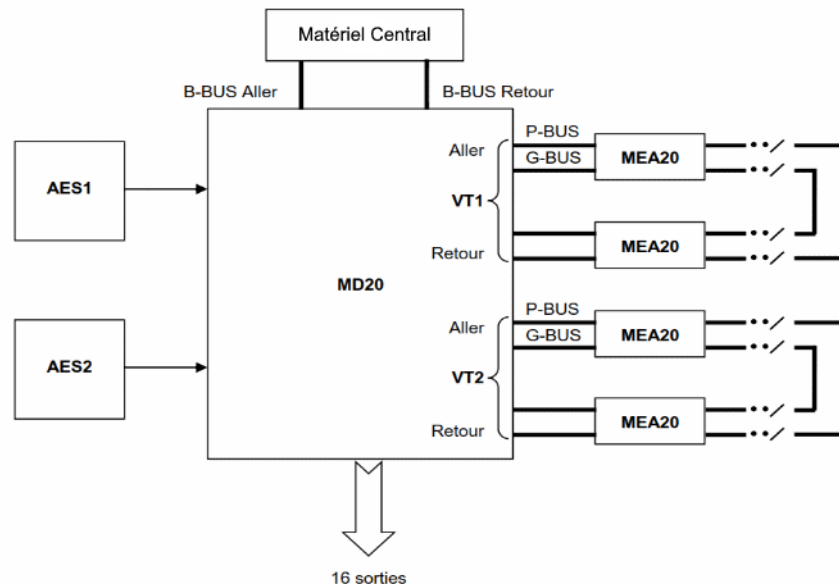 Matériel Central
B-BUS Aller
B-BUS Retour
AES1
AES2
MD20
Aller
VT1
Retour
P-BUS
G-BUS
MEA20
MEA20
Aller
VT2
Retour
P-BUS
G-BUS
MEA20
MEA20
16 sorties